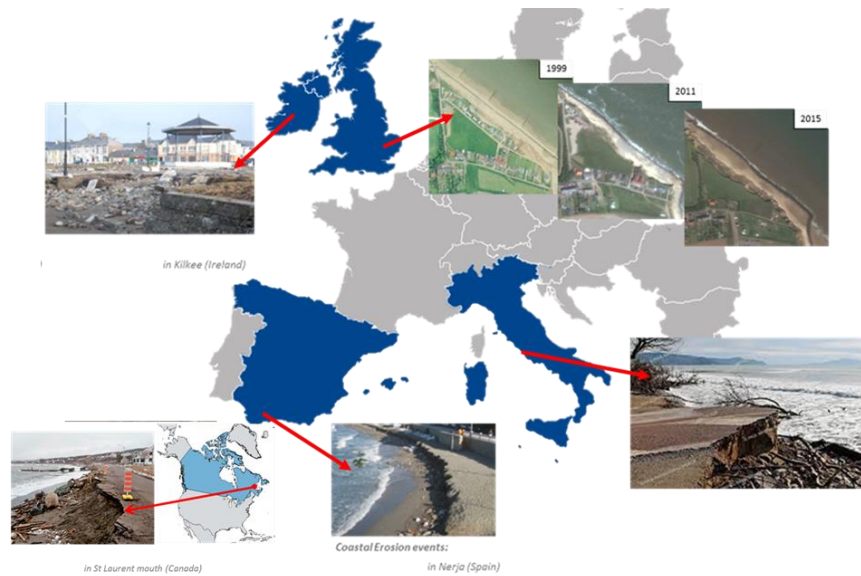 1999
2011
2015
in Kilkee (Ireland)
Coastal Erosion events:
in St Laurent mouth (Canada)
in Nerja (Spain)